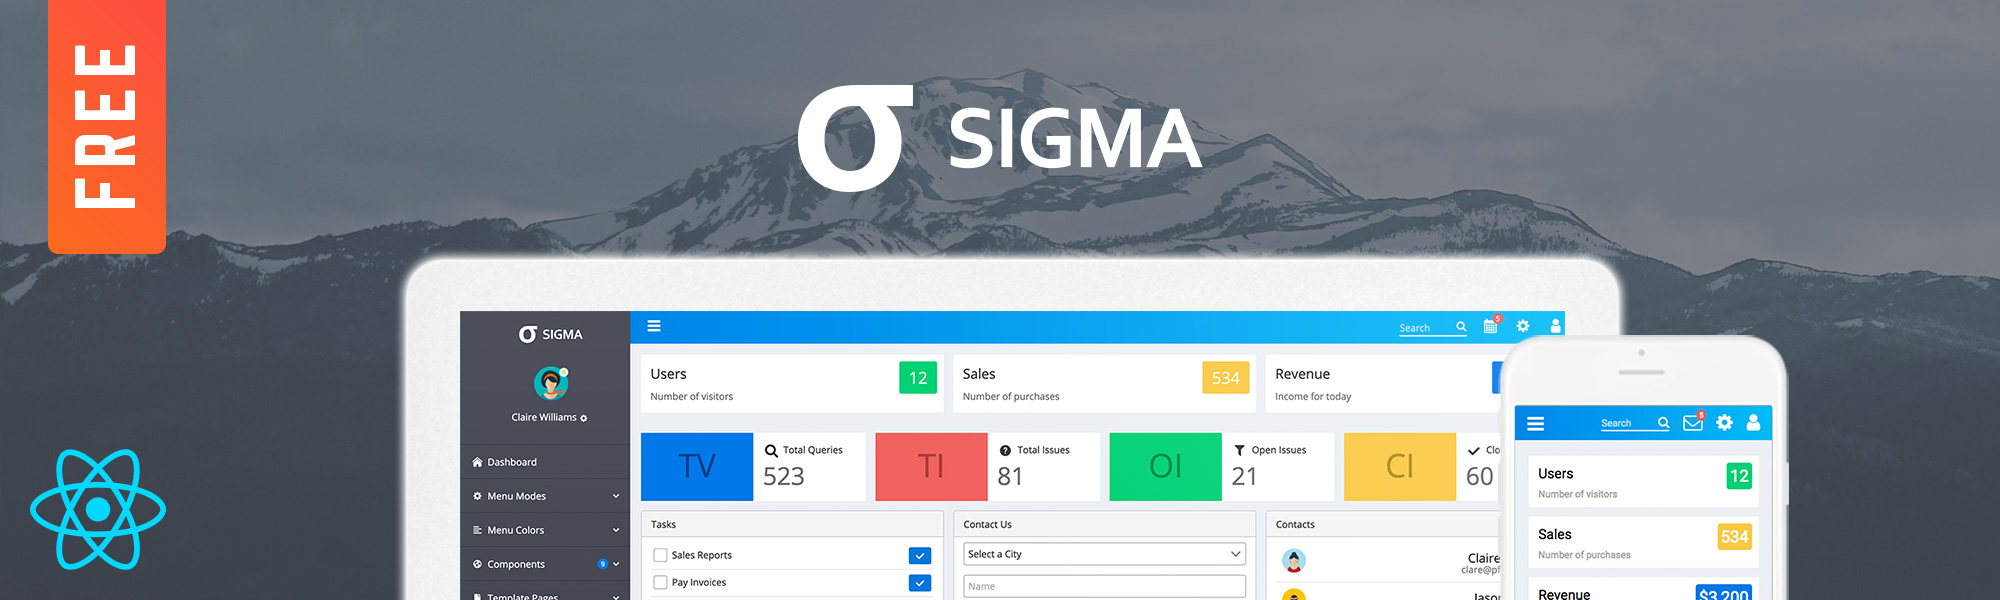 FREE
σ SIGMA
σ SIGMA
Claire Williams
Dashboard
Menu Modes
Menu Colors
Components 9
Template Pages
Search 5
Users 12
Number of visitors
Sales 534
Number of purchases
Revenue
Income for today
TV
Total Queries
523
TI
Total Issues
81
OI
Open Issues
21
CI
Clo
60
Tasks
Sales Reports
Pay Invoices
Contact Us
Select a City
Name
Contacts
Claire
clare@pf
Jason
Search 5
Users 12
Number of visitors
Sales 534
Number of purchases
Revenue $3,200